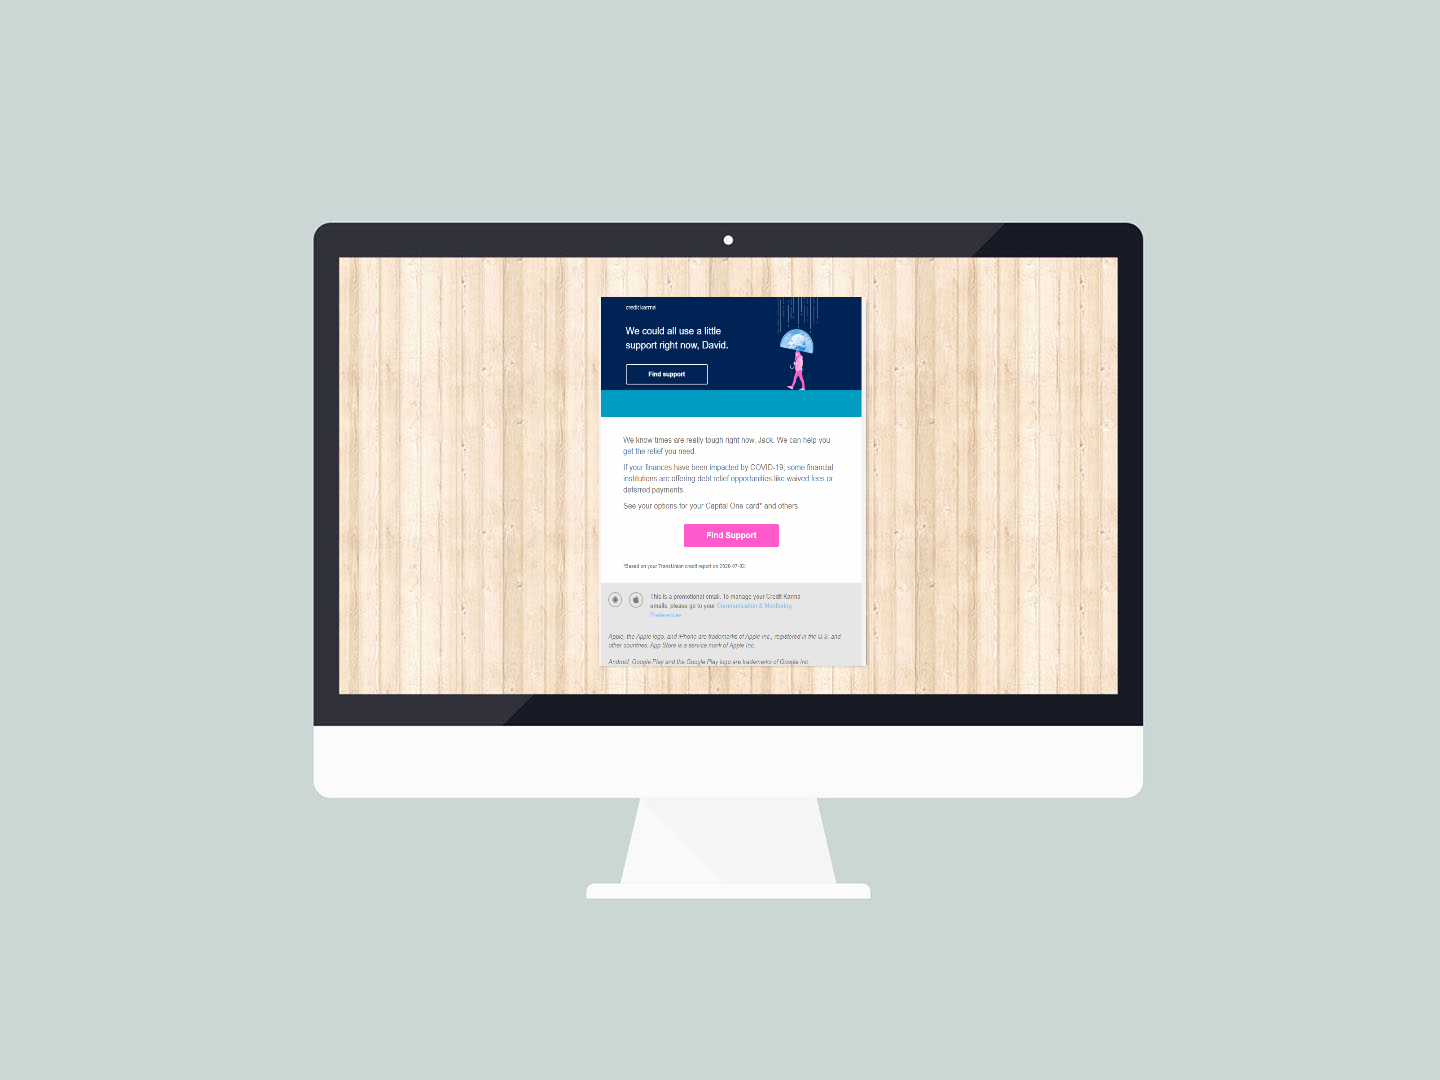 credit karma
We could all use a little
support right now, David.
Find support
We know times are really tough right now, Jack. We can help you
get the relief you need.
If your finances have been impacted by COVID-19, some financial
institutions are offering debt relief opportunities like waived fees or
deferred payments.
See your options for your Capital One card* and others.
Find Support
*Based on your TransUnion credit report on 2020-07-02.
This is a promotional email. To manage your Credit Karma
emails, please go to your Communication & Monitoring
Preferences.
Apple, the Apple logo, and iPhone are trademarks of Apple Inc., registered in the U.S. and
other countries. App Store is a service mark of Apple Inc.
Android, Google Play and the Google Play logo are trademarks of Google Inc.